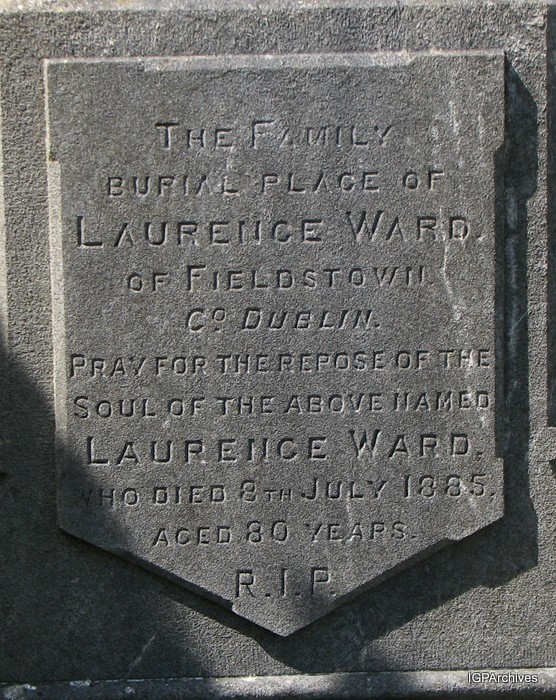 THE FAMILY
BURIAL PLACE OF
LAURENCE WARD.
OF FIELDSTOWN.
Co DUBLIN.
PRAY FOR THE REPOSE OF THE
SOUL OF THE ABOVE NAMED
LAURENCE WARD.
WHO DIED 8TH JULY 1885.
AGED 80 YEARS.
R.I.P.
IGPArchives